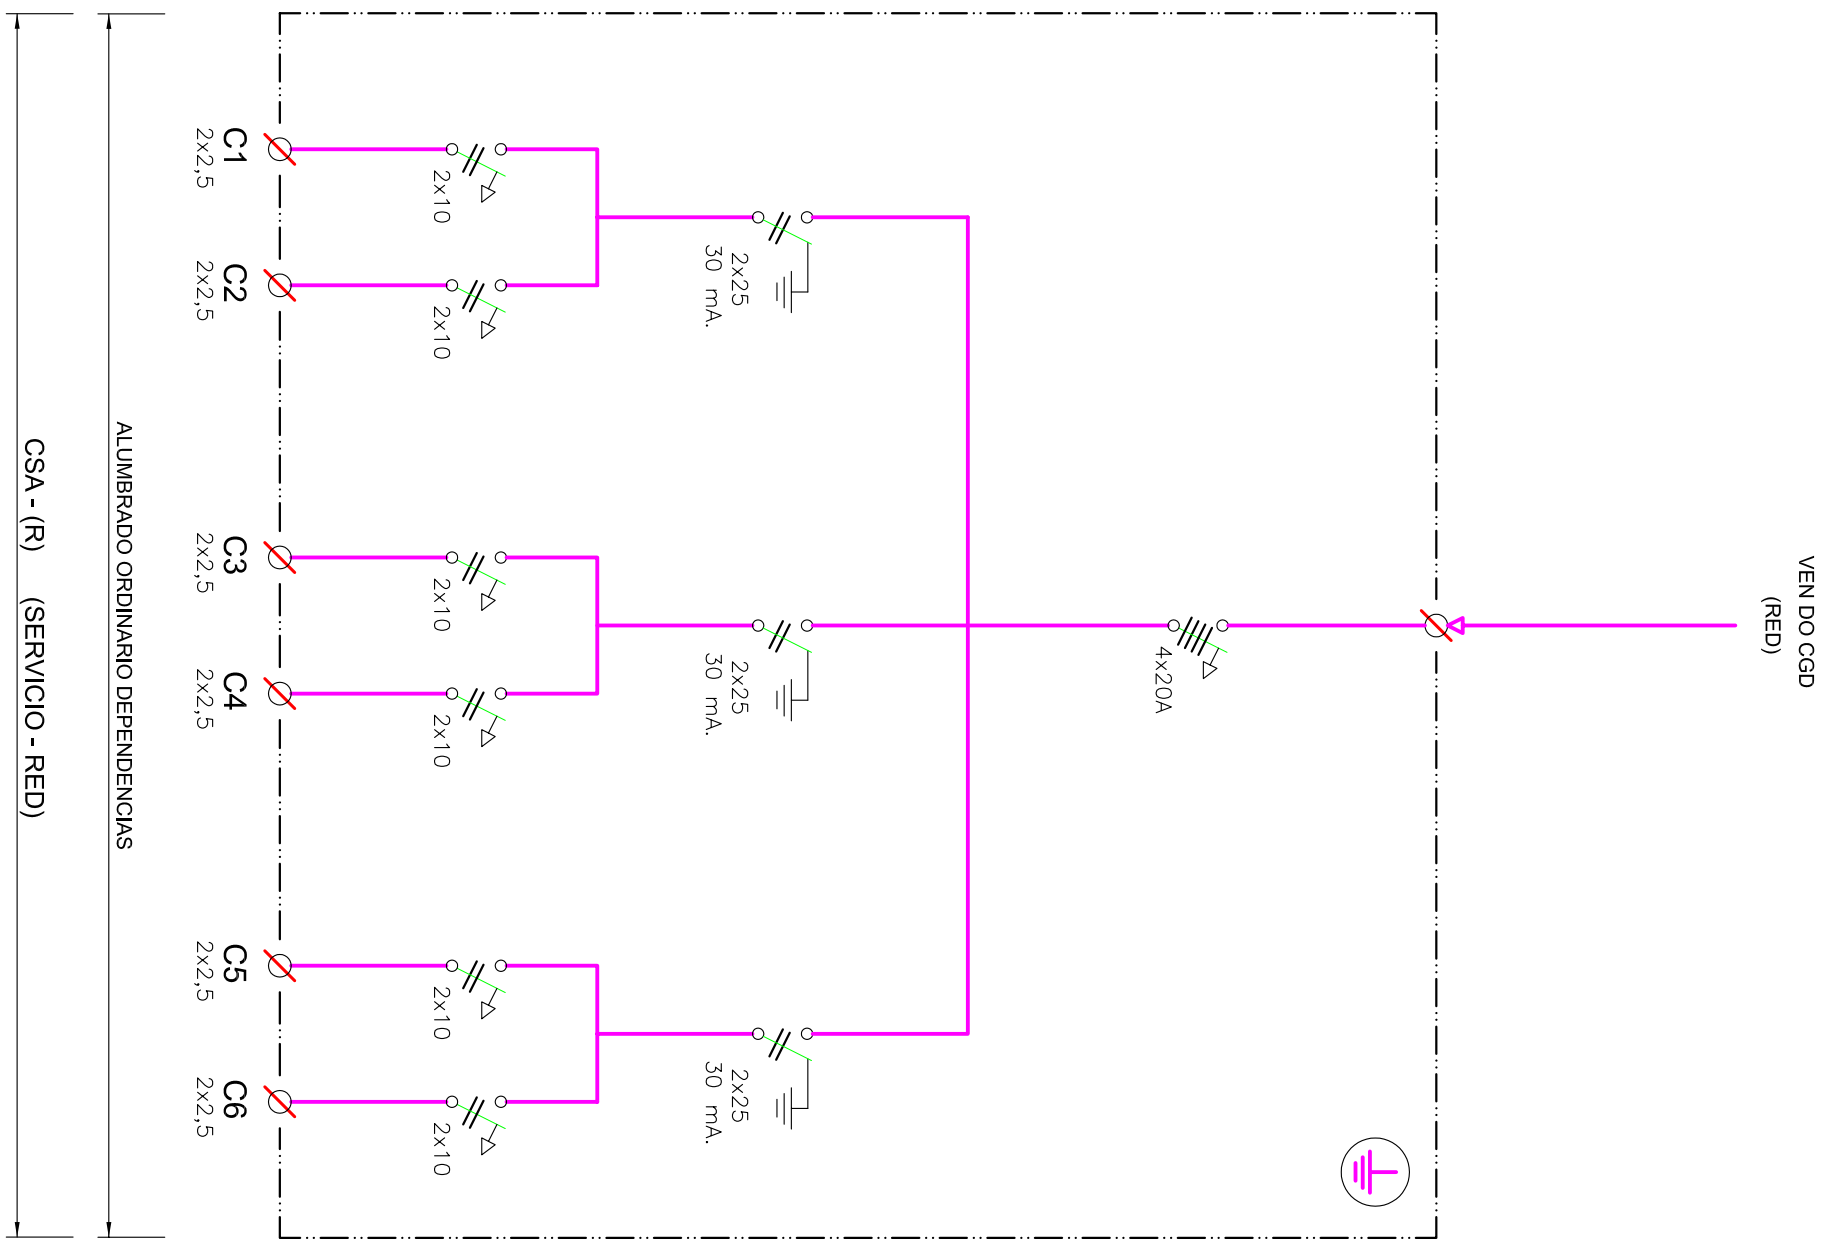 VEN DO CGD
(RED)
4x20A
2x25
30 mA.
2x25
30 mA.
2x25
30 mA.
2x10
2x10
2x10
2x10
2x10
2x10
C1
2x2,5
C2
2x2,5
C3
2x2,5
C4
2x2,5
C5
2x2,5
C6
2x2,5
ALUMBRADO ORDINARIO DEPENDENCIAS
CSA - (R) (SERVICIO - RED)